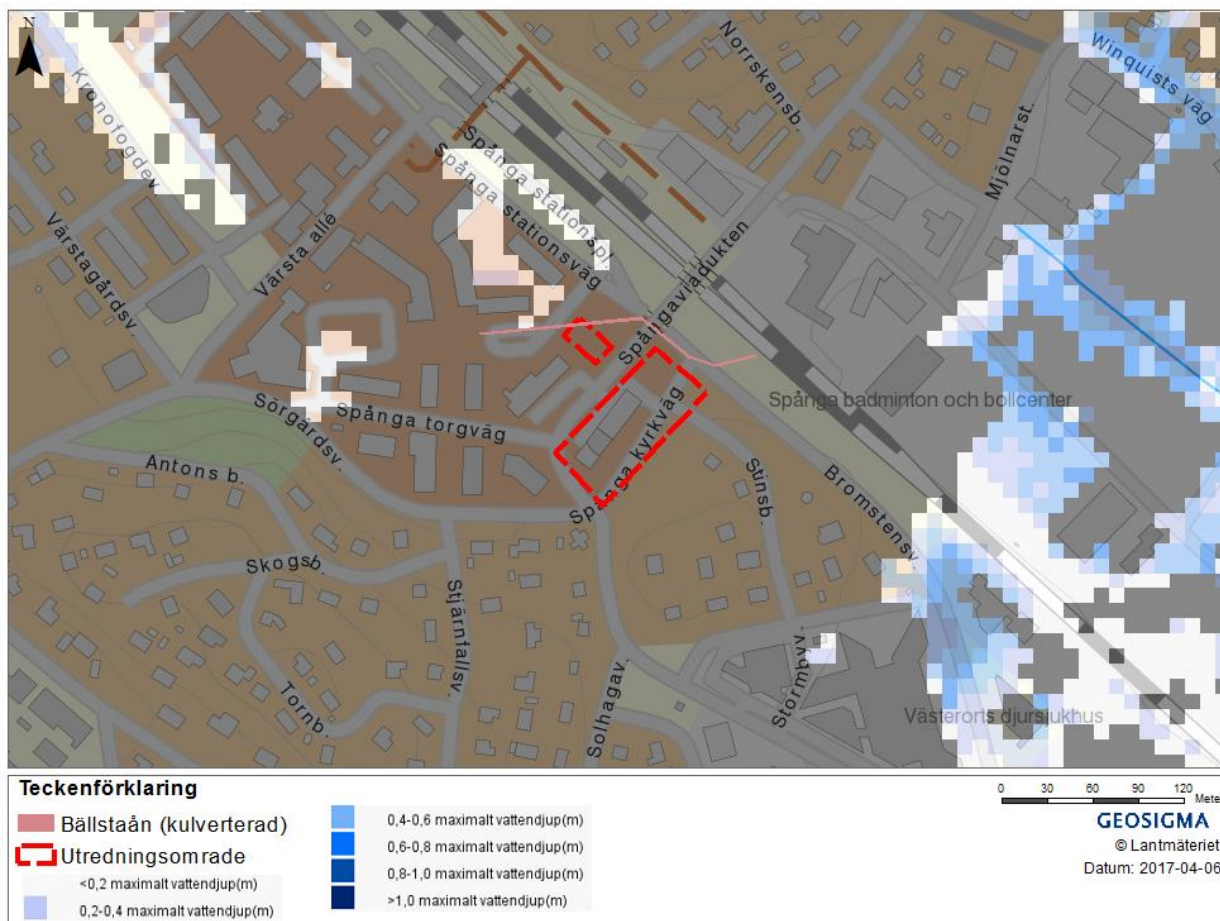 N
Kronofogdev.
Norrskensb.
Winquists väg
Mjölnarst.
Spånga stationspl.
Spånga stationsväg
Värstagårdsv.
Värsta allé
Spångaviadukten
Spånga badminton och bollcenter
Sörgårdsv.
Spånga torgväg
Spånga kyrkväg
Antons b.
Stinsb.
Bromstensv.
Skogsb.
Stjärnfallsv.
Tornb.
Solhagav.
Stormbyv.
Västerorts djursjukhus
Teckenförklaring
Bällstaån (kulverterad)
Utredningsområde
<0,2 maximalt vattendjup(m)
0,2-0,4 maximalt vattendjup(m)
0,4-0,6 maximalt vattendjup(m)
0,6-0,8 maximalt vattendjup(m)
0,8-1,0 maximalt vattendjup(m)
>1,0 maximalt vattendjup(m)
0 30 60 90 120
Mete
GEOSIGMA
© Lantmäteriet
Datum: 2017-04-06